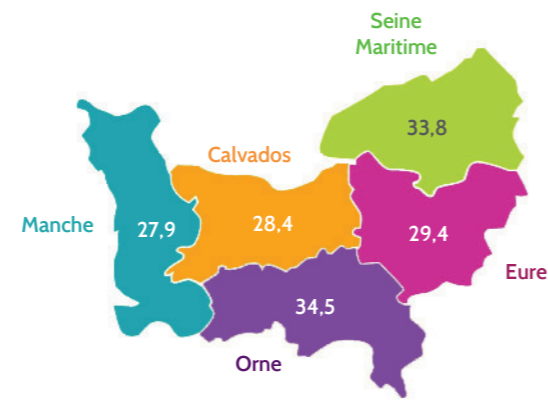 Seine
Maritime
33,8
Calvados
Manche
27,9
28,4
29,4
Eure
34,5
Orne